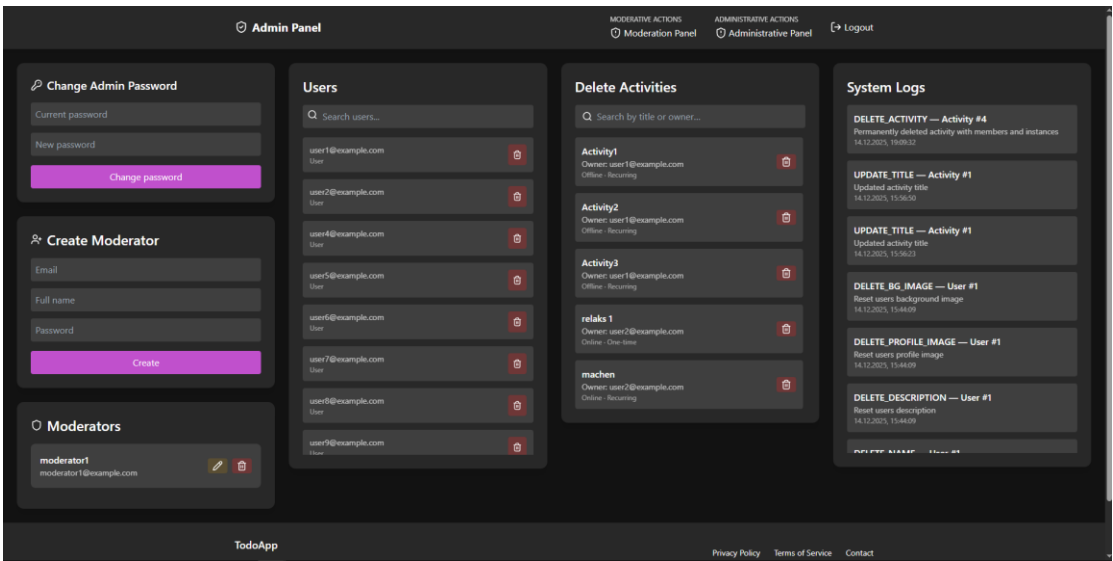 Admin Panel
MODERATIVE ACTIONS
Moderation Panel
ADMINISTRATIVE ACTIONS
Administrative Panel
Logout
Change Admin Password
Current password
New password
Change password
Create Moderator
Email
Full name
Password
Create
Moderators
moderator1
moderator1@example.com
Users
Search users...
user1@example.com
User
user2@example.com
User
user4@example.com
User
user5@example.com
User
user6@example.com
User
user7@example.com
User
user8@example.com
User
user9@example.com
User
Delete Activities
Search by title or owner...
Activity1
Owner: user1@example.com
Offline - Recurring
Activity2
Owner: user1@example.com
Offline - Recurring
Activity3
Owner: user1@example.com
Offline - Recurring
relaks 1
Owner: user2@example.com
Online - One-time
machen
Owner: user2@example.com
Online - Recurring
System Logs
DELETE_ACTIVITY — Activity #4
Permanently deleted activity with members and instances
14.12.2025, 19:09:32
UPDATE_TITLE — Activity #1
Updated activity title
14.12.2025, 15:56:50
UPDATE_TITLE — Activity #1
Updated activity title
14.12.2025, 15:56:23
DELETE_BG_IMAGE — User #1
Reset users background image
14.12.2025, 15:44:09
DELETE_PROFILE_IMAGE — User #1
Reset users profile image
14.12.2025, 15:44:09
DELETE_DESCRIPTION — User #1
Reset users description
14.12.2025, 15:44:09
DELETE_NAME — User #1
TodoApp
Privacy Policy
Terms of Service
Contact